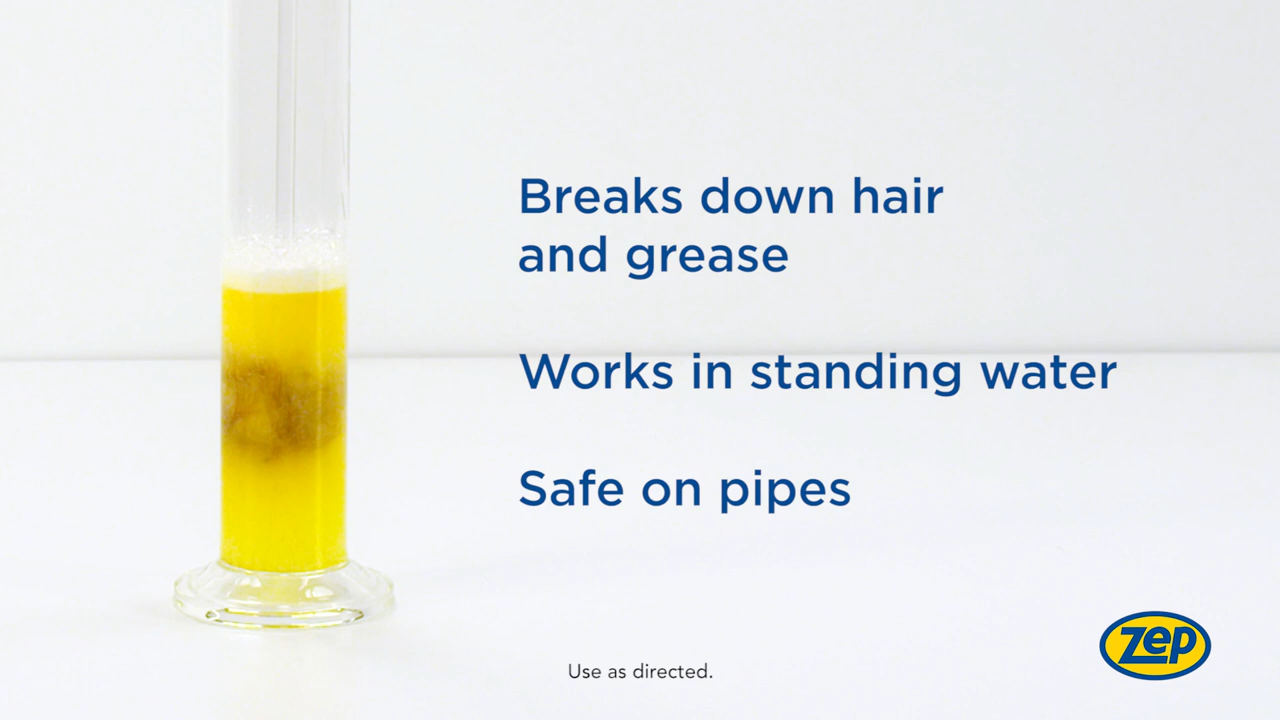 Breaks down hair
and grease
Works in standing water
Safe on pipes
zep
Use as directed.